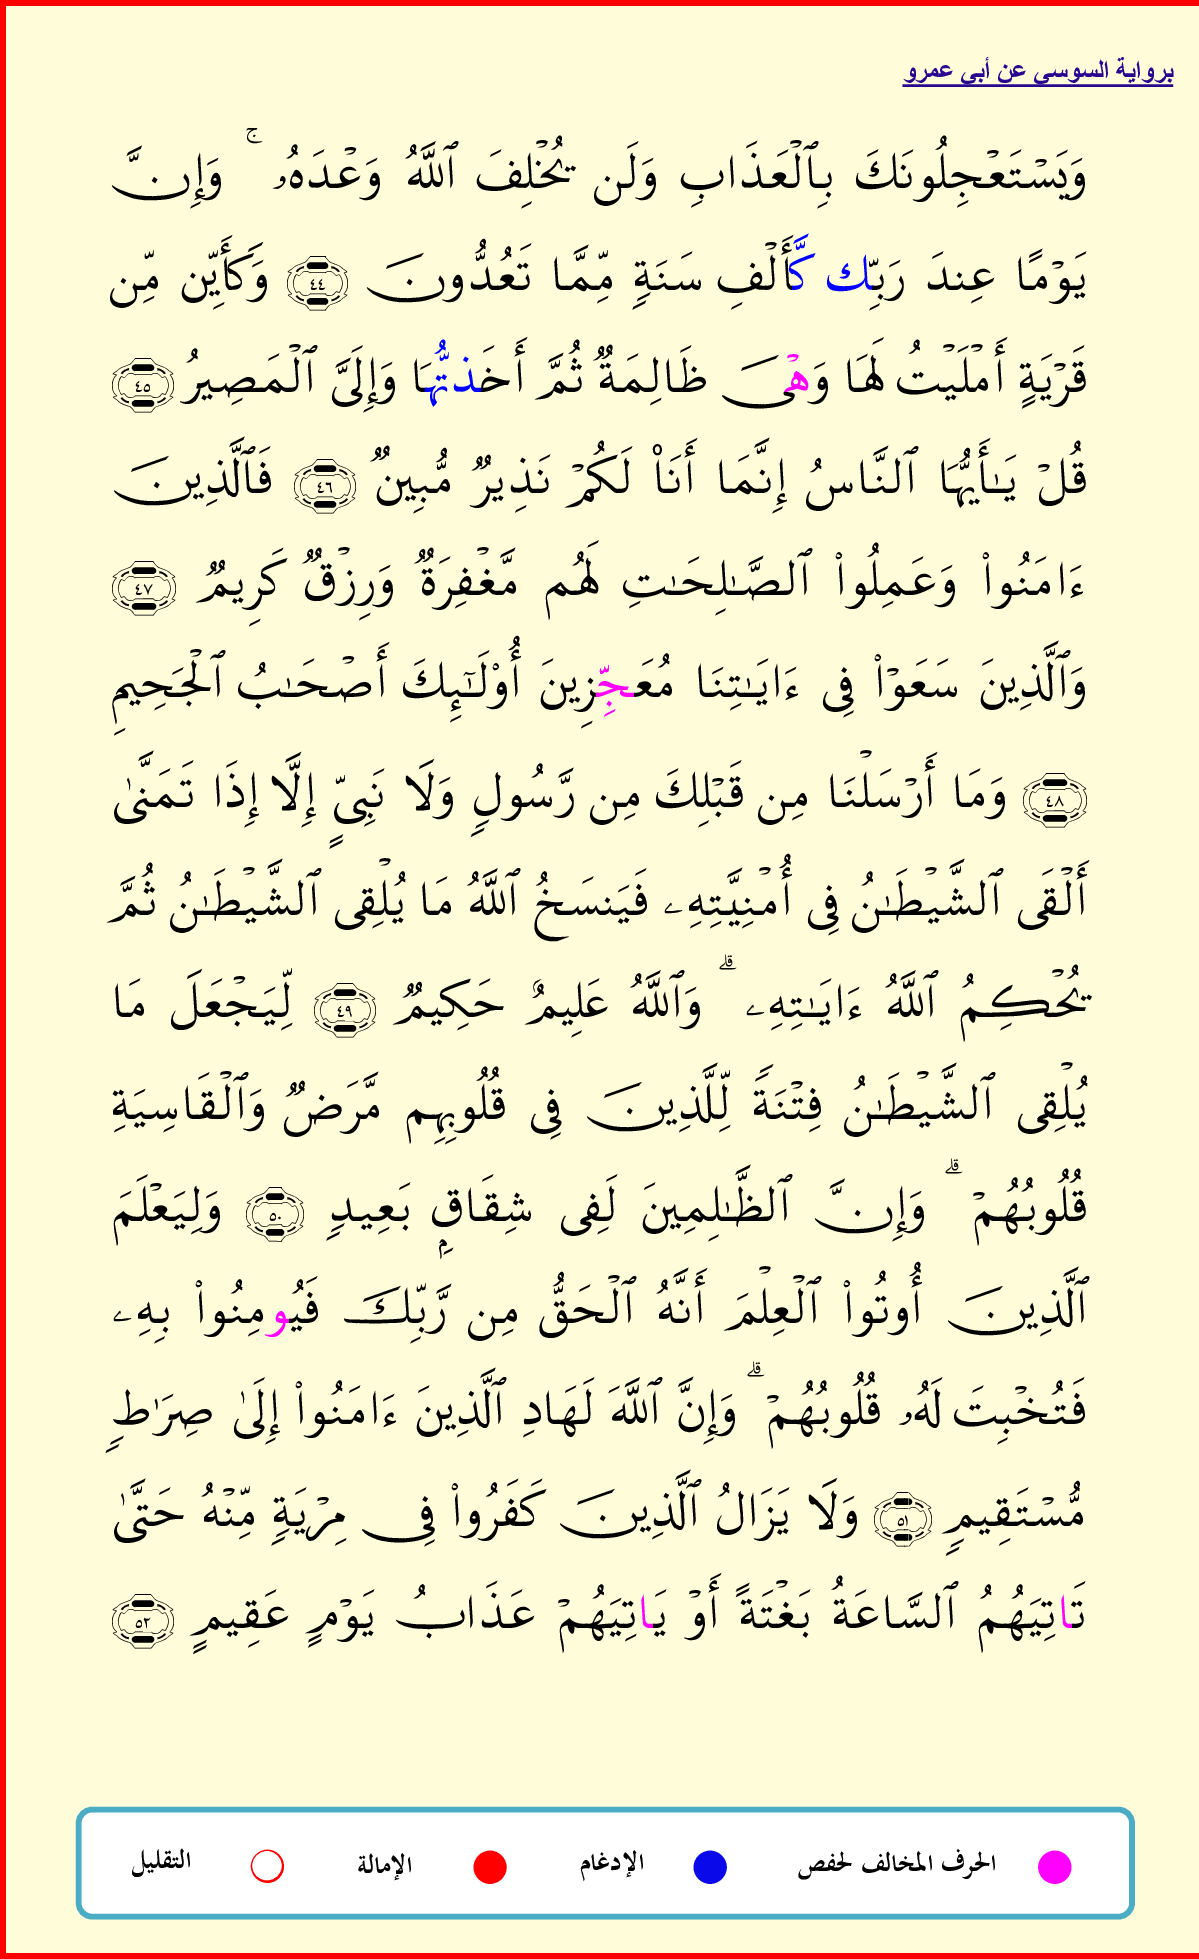 برواية السوسي عن أبي عمرو
وَيَسۡتَعۡجِلُونَكَ بِٱلۡعَذَابِ وَلَن يُخۡلِفَ ٱللَّهُ وَعۡدَهُۥ ۚ وَإِنَّ
يَوۡمًا عِندَ رَبِّك كَّأَلۡفِ سَنَةٍ مِّمَّا تَعُدُّونَ ٤٤ وَكَأَيِّن مِّن
قَرۡيَةٍ أَمۡلَيۡتُ لَهَا وَهۡيَ ظَالِمَةٌ ثُمَّ أَخَذتُّهَا وَإِلَيَّ ٱلۡمَصِيرُ ٤٥
قُلۡ يَٰأَيُّهَا ٱلنَّاسُ إِنَّمَا أَنَا۠ لَكُمۡ نَذِيرٌ مُّبِينٌ ٤٦ فَٱلَّذِينَ
ءَامَنُوا۟ وَعَمِلُوا۟ ٱلصَّٰلِحَٰتِ لَهُم مَّغۡفِرَةٌ وَرِزۡقٌ كَرِيمٌ ٤٧
وَٱلَّذِينَ سَعَوۡا۟ فِي ءَايَٰتِنَا مُعَجِّزِينَ أُو۟لَٰٓئِكَ أَصۡحَٰبُ ٱلۡجَحِيمِ
٤٨ وَمَا أَرۡسَلۡنَا مِن قَبۡلِكَ مِن رَّسُولٍ وَلَا نَبِيٍّ إِلَّا إِذَا تَمَنَّىٰ
أَلۡقَى ٱلشَّيۡطَٰنُ فِي أُمۡنِيَّتِهِۦ فَيَنسَخُ ٱللَّهُ مَا يُلۡقِي ٱلشَّيۡطَٰنُ ثُمَّ
يُحۡكِمُ ٱللَّهُ ءَايَٰتِهِۦ ۗ وَٱللَّهُ عَلِيمٌ حَكِيمٌ ٤٩ لِّيَجۡعَلَ مَا
يُلۡقِي ٱلشَّيۡطَٰنُ فِتۡنَةً لِّلَّذِينَ فِي قُلُوبِهِم مَّرَضٌ وَٱلۡقَاسِيَةِ
قُلُوبُهُمۡ ۗ وَإِنَّ ٱلظَّٰلِمِينَ لَفِي شِقَاقِۭ بَعِيدٍ ٥٠ وَلِيَعۡلَمَ
ٱلَّذِينَ أُوتُوا۟ ٱلۡعِلۡمَ أَنَّهُ ٱلۡحَقُّ مِن رَّبِّكَ فَيُومِنُوا۟ بِهِۦ
فَتُخۡبِتَ لَهُۥ قُلُوبُهُمۡ ۗ وَإِنَّ ٱللَّهَ لَهَادِ ٱلَّذِينَ ءَامَنُوا۟ إِلَىٰ صِرَٰطٍ
مُّسۡتَقِيمٍ ٥١ وَلَا يَزَالُ ٱلَّذِينَ كَفَرُوا۟ فِي مِرۡيَةٍ مِّنۡهُ حَتَّىٰ
تَاتِيَهُمُ ٱلسَّاعَةُ بَغۡتَةً أَوۡ يَاتِيَهُمۡ عَذَابُ يَوۡمٍ عَقِيمٍ ٥٢
الحرف المخالف لحفص الإدغام الإمالة التقليل